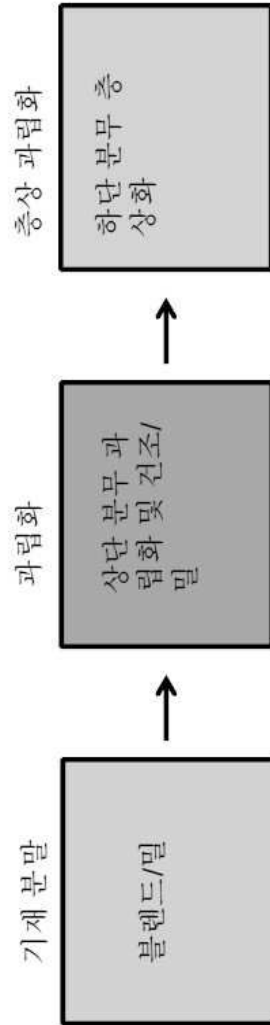 기재 분말
블렌드/밀
과립화
상단 분무 과
립화 및 건조/
밀
층상 과립화
하단 분무 층
상화